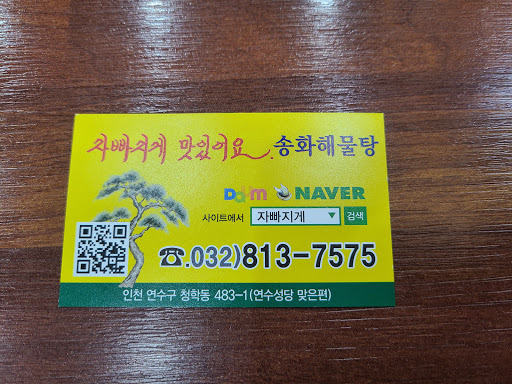 자빠지게 맛있어요. 송화해물탕
Daum NAVER
사이트에서 자빠지게 ▼ 검색
☎.032)813-7575
인천 연수구 청학동 483-1(연수성당 맞은편)